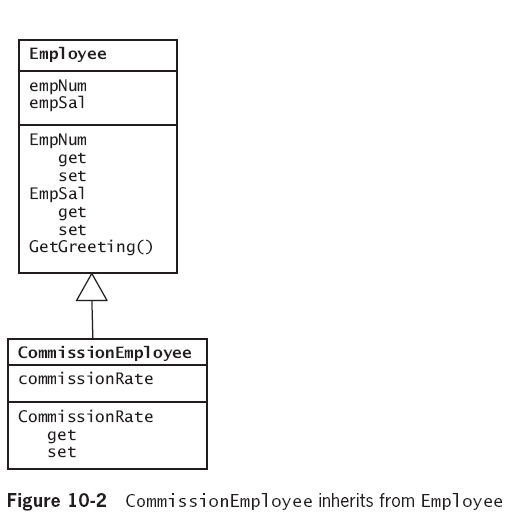 Employee
empNum
empSal
EmpNum
get
set
EmpSal
get
set
GetGreeting()
CommissionEmployee
commissionRate
CommissionRate
get
set
Figure 10-2 CommissionEmployee inherits from Employee